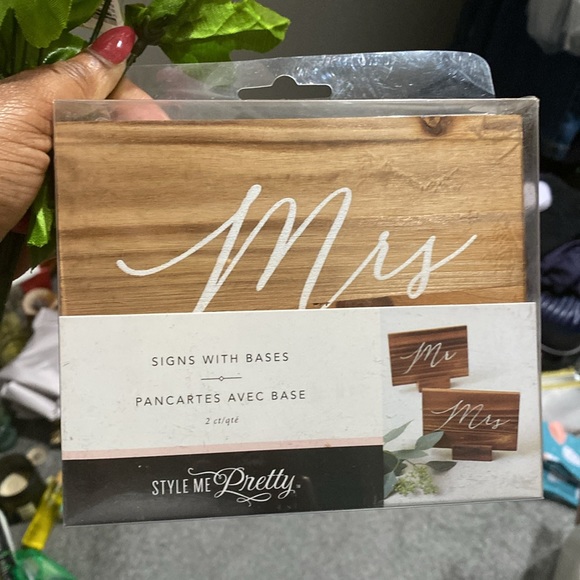 Mrs
SIGNS WITH BASES
PANCARTES AVEC BASE
2 ct/qté
STYLE ME Pretty
Mr
Mrs